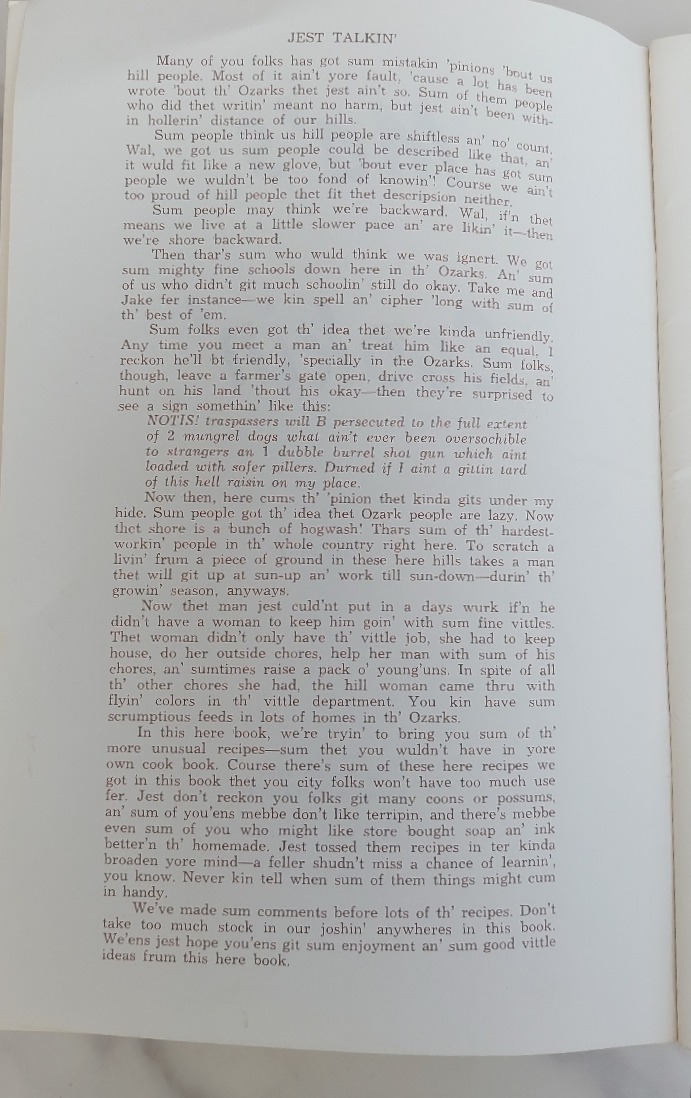 JEST TALKIN'
Many of you folks has got sum mistakin 'pinions 'bout us
hill people. Most of it ain't yore fault, 'cause a lot has been
wrote 'bout th' Ozarks thet jest ain't so. Sum of them people
who did thet writin' meant no harm, but jest ain't been with-
in hollerin' distance of our hills.
Sum people think us hill people are shiftless an' no' count.
Wal, we got us sum people could be described like that, an'
it wuld fit like a new glove, but 'bout ever place has got sum
people we wuldn't be too fond of knowin'! Course we ain't
too proud of hill people thet fit thet descripsion neither.
Sum people may think we're backward. Wal, if'n thet
means we live at a little slower pace an' are likin' it—then
we're shore backward.
Then thar's sum who wuld think we was ignert. We got
sum mighty fine schools down here in th' Ozarks. An' sum
of us who didn't git much schoolin' still do okay. Take me and
Jake fer instance—we kin spell an' cipher 'long with sum of
th' best of 'em.
Sum folks even got th' idea thet we're kinda unfriendly.
Any time you meet a man an' treat him like an equal, I
reckon he'll bt friendly, 'specially in the Ozarks. Sum folks,
though, leave a farmer's gate open, drive cross his fields, an'
hunt on his land 'thout his okay—then they're surprised to
see a sign somethin' like this:
NOTIS! traspassers will B persecuted to the full extent
of 2 mungrel dogs what ain't ever been oversochible
to strangers an 1 dubble burrel shot gun which aint
loaded with sofer pillers. Durned if I aint a gittin tard
of this hell raisin on my place.
Now then, here cums th' 'pinion thet kinda gits under my
hide. Sum people got th' idea thet Ozark people are lazy. Now
thet shore is a bunch of hogwash! Thars sum of th' hardest-
workin' people in th' whole country right here. To scratch a
livin' frum a piece of ground in these here hills takes a man
thet will git up at sun-up an' work till sun-down—durin' th'
growin' season, anyways.
Now thet man jest culd'nt put in a days wurk if'n he
didn't have a woman to keep him goin' with sum fine vittles.
Thet woman didn't only have th' vittle job, she had to keep
house, do her outside chores, help her man with sum of his
chores, an' sumtimes raise a pack o' young'uns. In spite of all
th' other chores she had, the hill woman came thru with
flyin' colors in th' vittle department. You kin have sum
scrumptious feeds in lots of homes in th' Ozarks.
In this here book, we're tryin' to bring you sum of th'
more unusual recipes—sum thet you wuldn't have in yore
own cook book. Course there's sum of these here recipes we
got in this book thet you city folks won't have too much use
fer. Jest don't reckon you folks git many coons or possums,
an' sum of you'ens mebbe don't like terripin, and there's mebbe
even sum of you who might like store bought soap an' ink
better'n th' homemade. Jest tossed them recipes in ter kinda
broaden yore mind—a feller shudn't miss a chance of learnin',
you know. Never kin tell when sum of them things might cum
in handy.
We've made sum comments before lots of th' recipes. Don't
take too much stock in our joshin' anywheres in this book.
We'ens jest hope you'ens git sum enjoyment an' sum good vittle
ideas frum this here book.